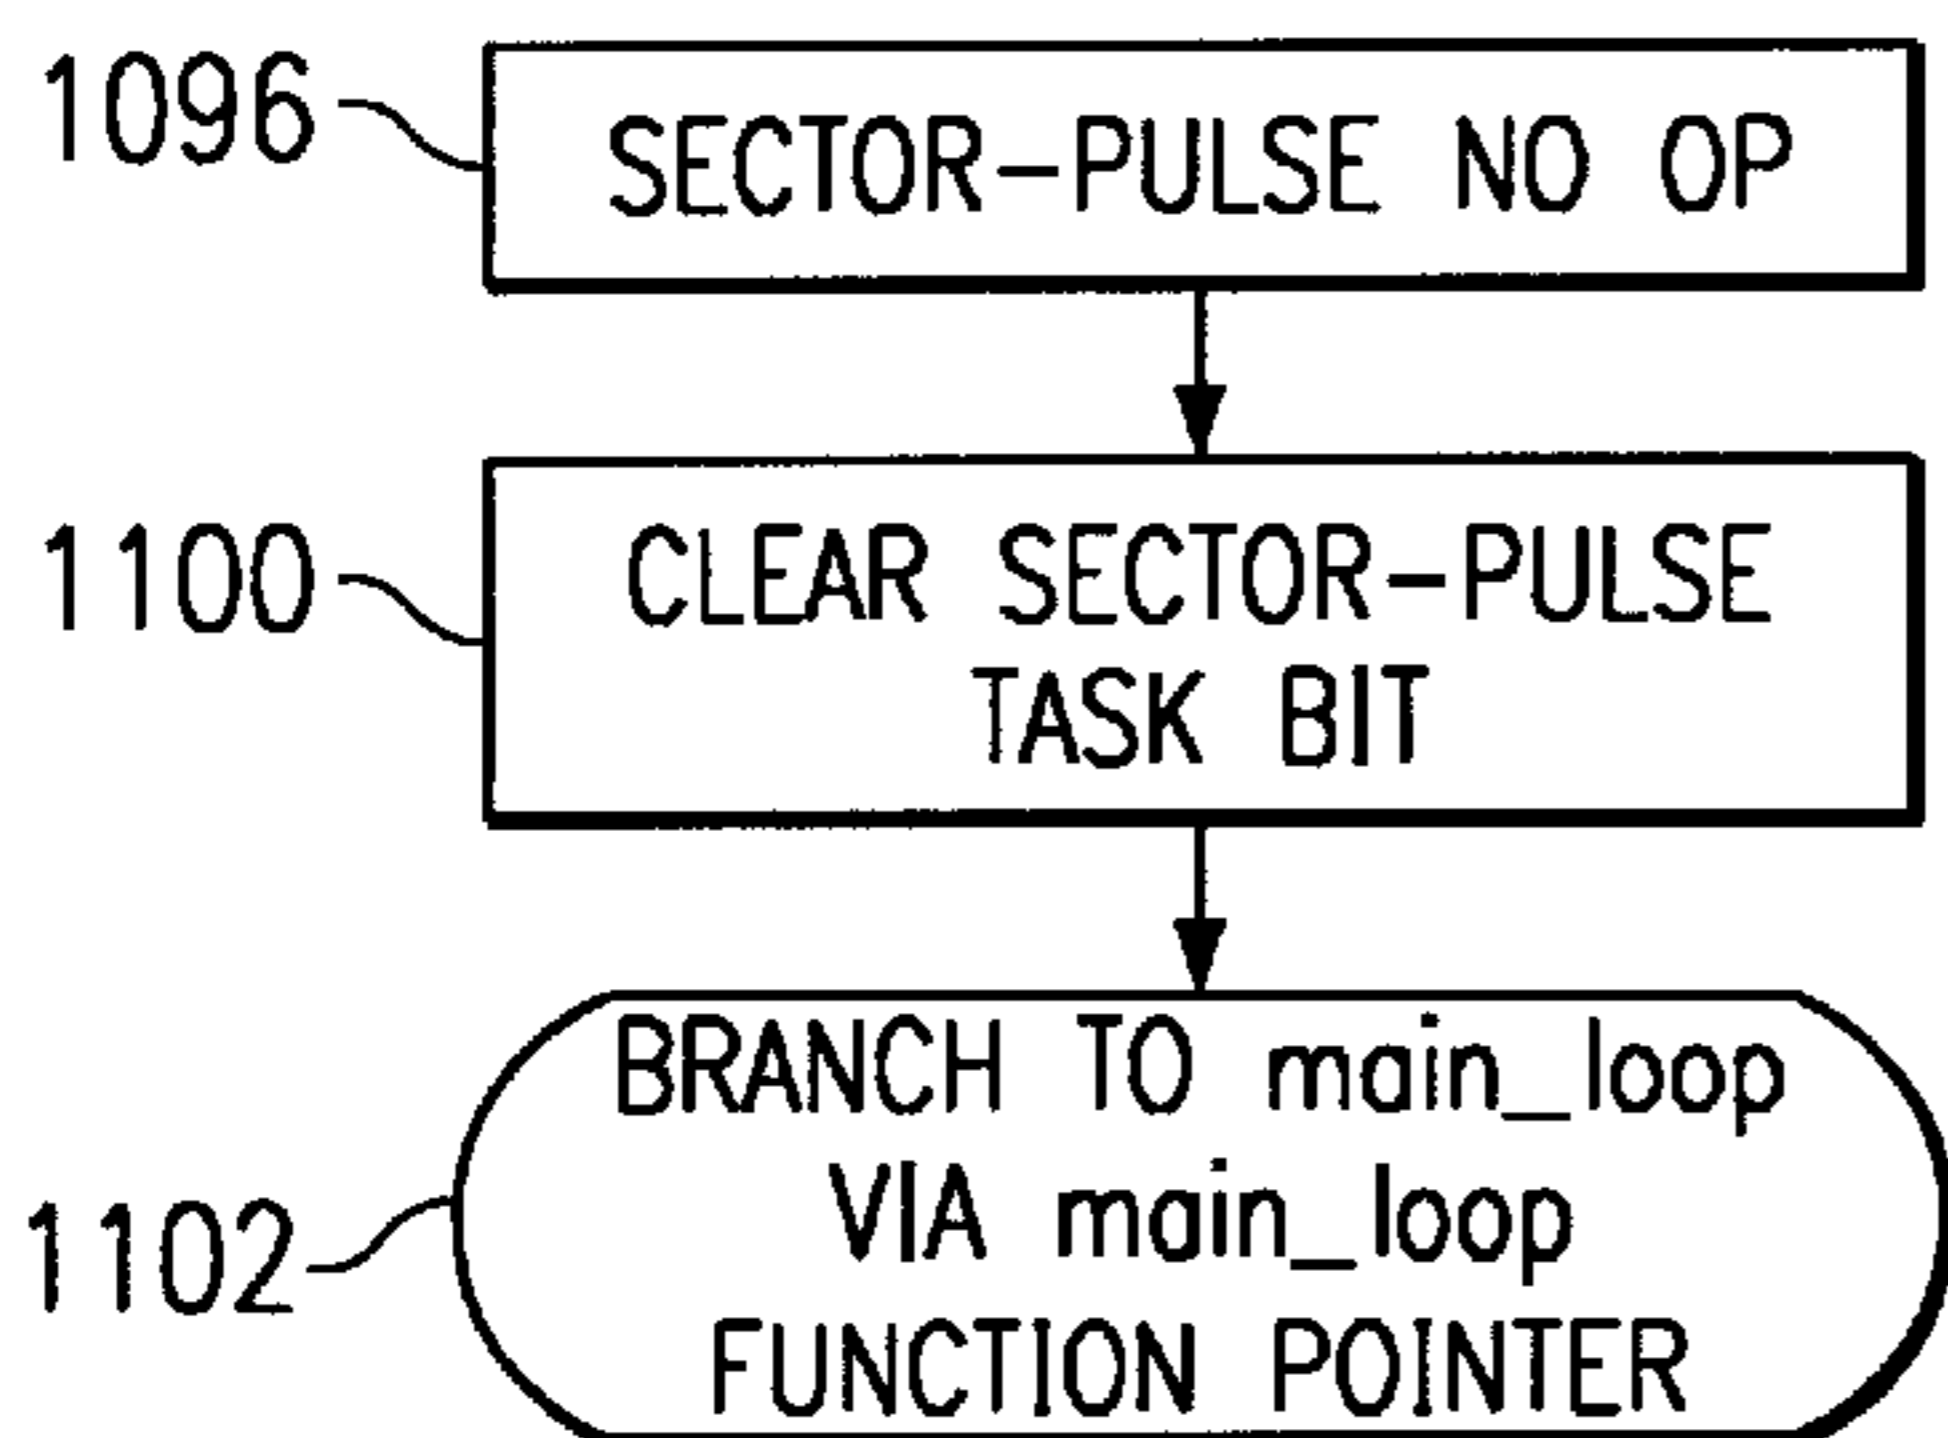 1096
SECTOR-PULSE NO OP
1100
CLEAR SECTOR-PULSE
TASK BIT
BRANCH TO main_loop
1102
VIA main_loop
FUNCTION POINTER